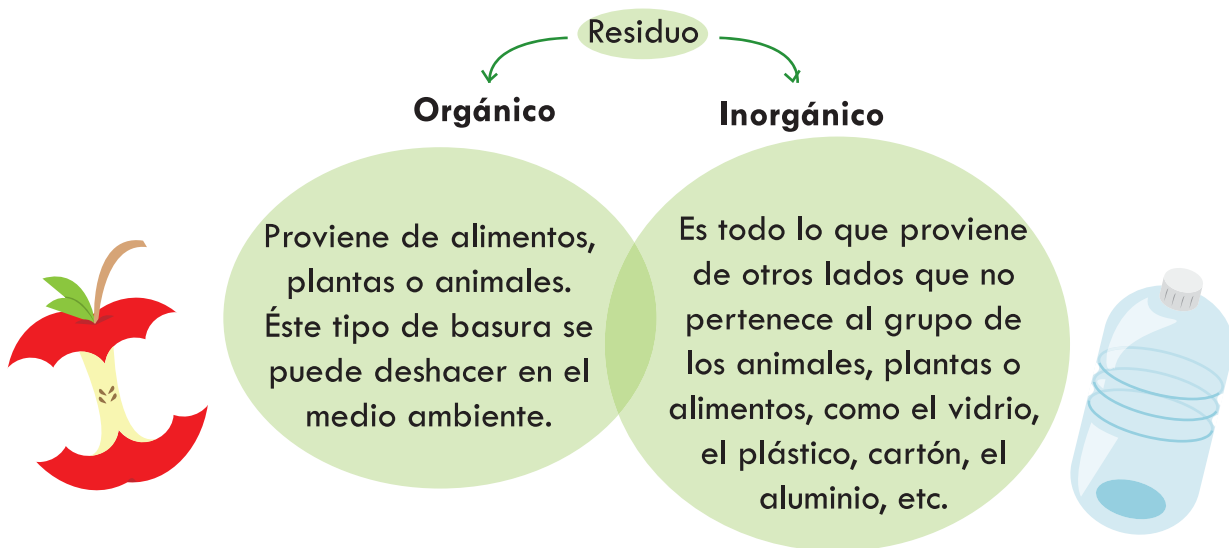 Residuo
Orgánico
Inorgánico
Proviene de alimentos,
plantas o animales.
Éste tipo de basura se
puede deshacer en el
medio ambiente.
Es todo lo que proviene
de otros lados que no
pertenece al grupo de
los animales, plantas o
alimentos, como el vidrio,
el plástico, cartón, el
aluminio, etc.